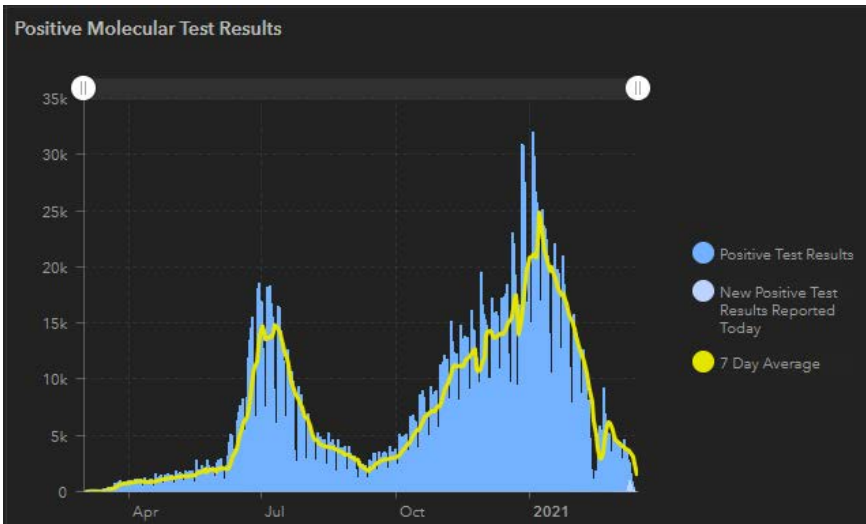 Positive Molecular Test Results
35k
30k
25k
20k
15k
10k
5k
0
Apr
Jul
Oct
2021
Positive Test Results
New Positive Test
Results Reported
Today
7 Day Average